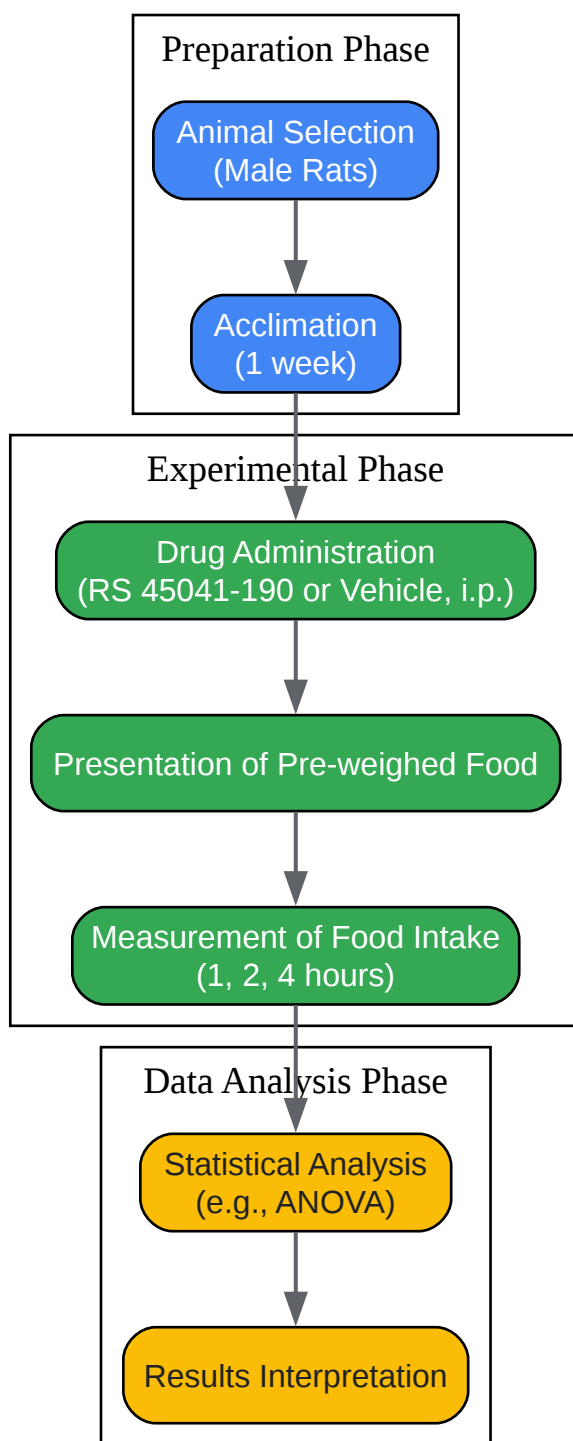 Preparation Phase
Animal Selection
(Male Rats)
Acclimation
(1 week)
Experimental Phase
Drug Administration
(RS 45041-190 or Vehicle, i.p.)
Presentation of Pre-weighed Food
Measurement of Food Intake
(1, 2, 4 hours)
Data Analysis Phase
Statistical Analysis
(e.g., ANOVA)
Results Interpretation